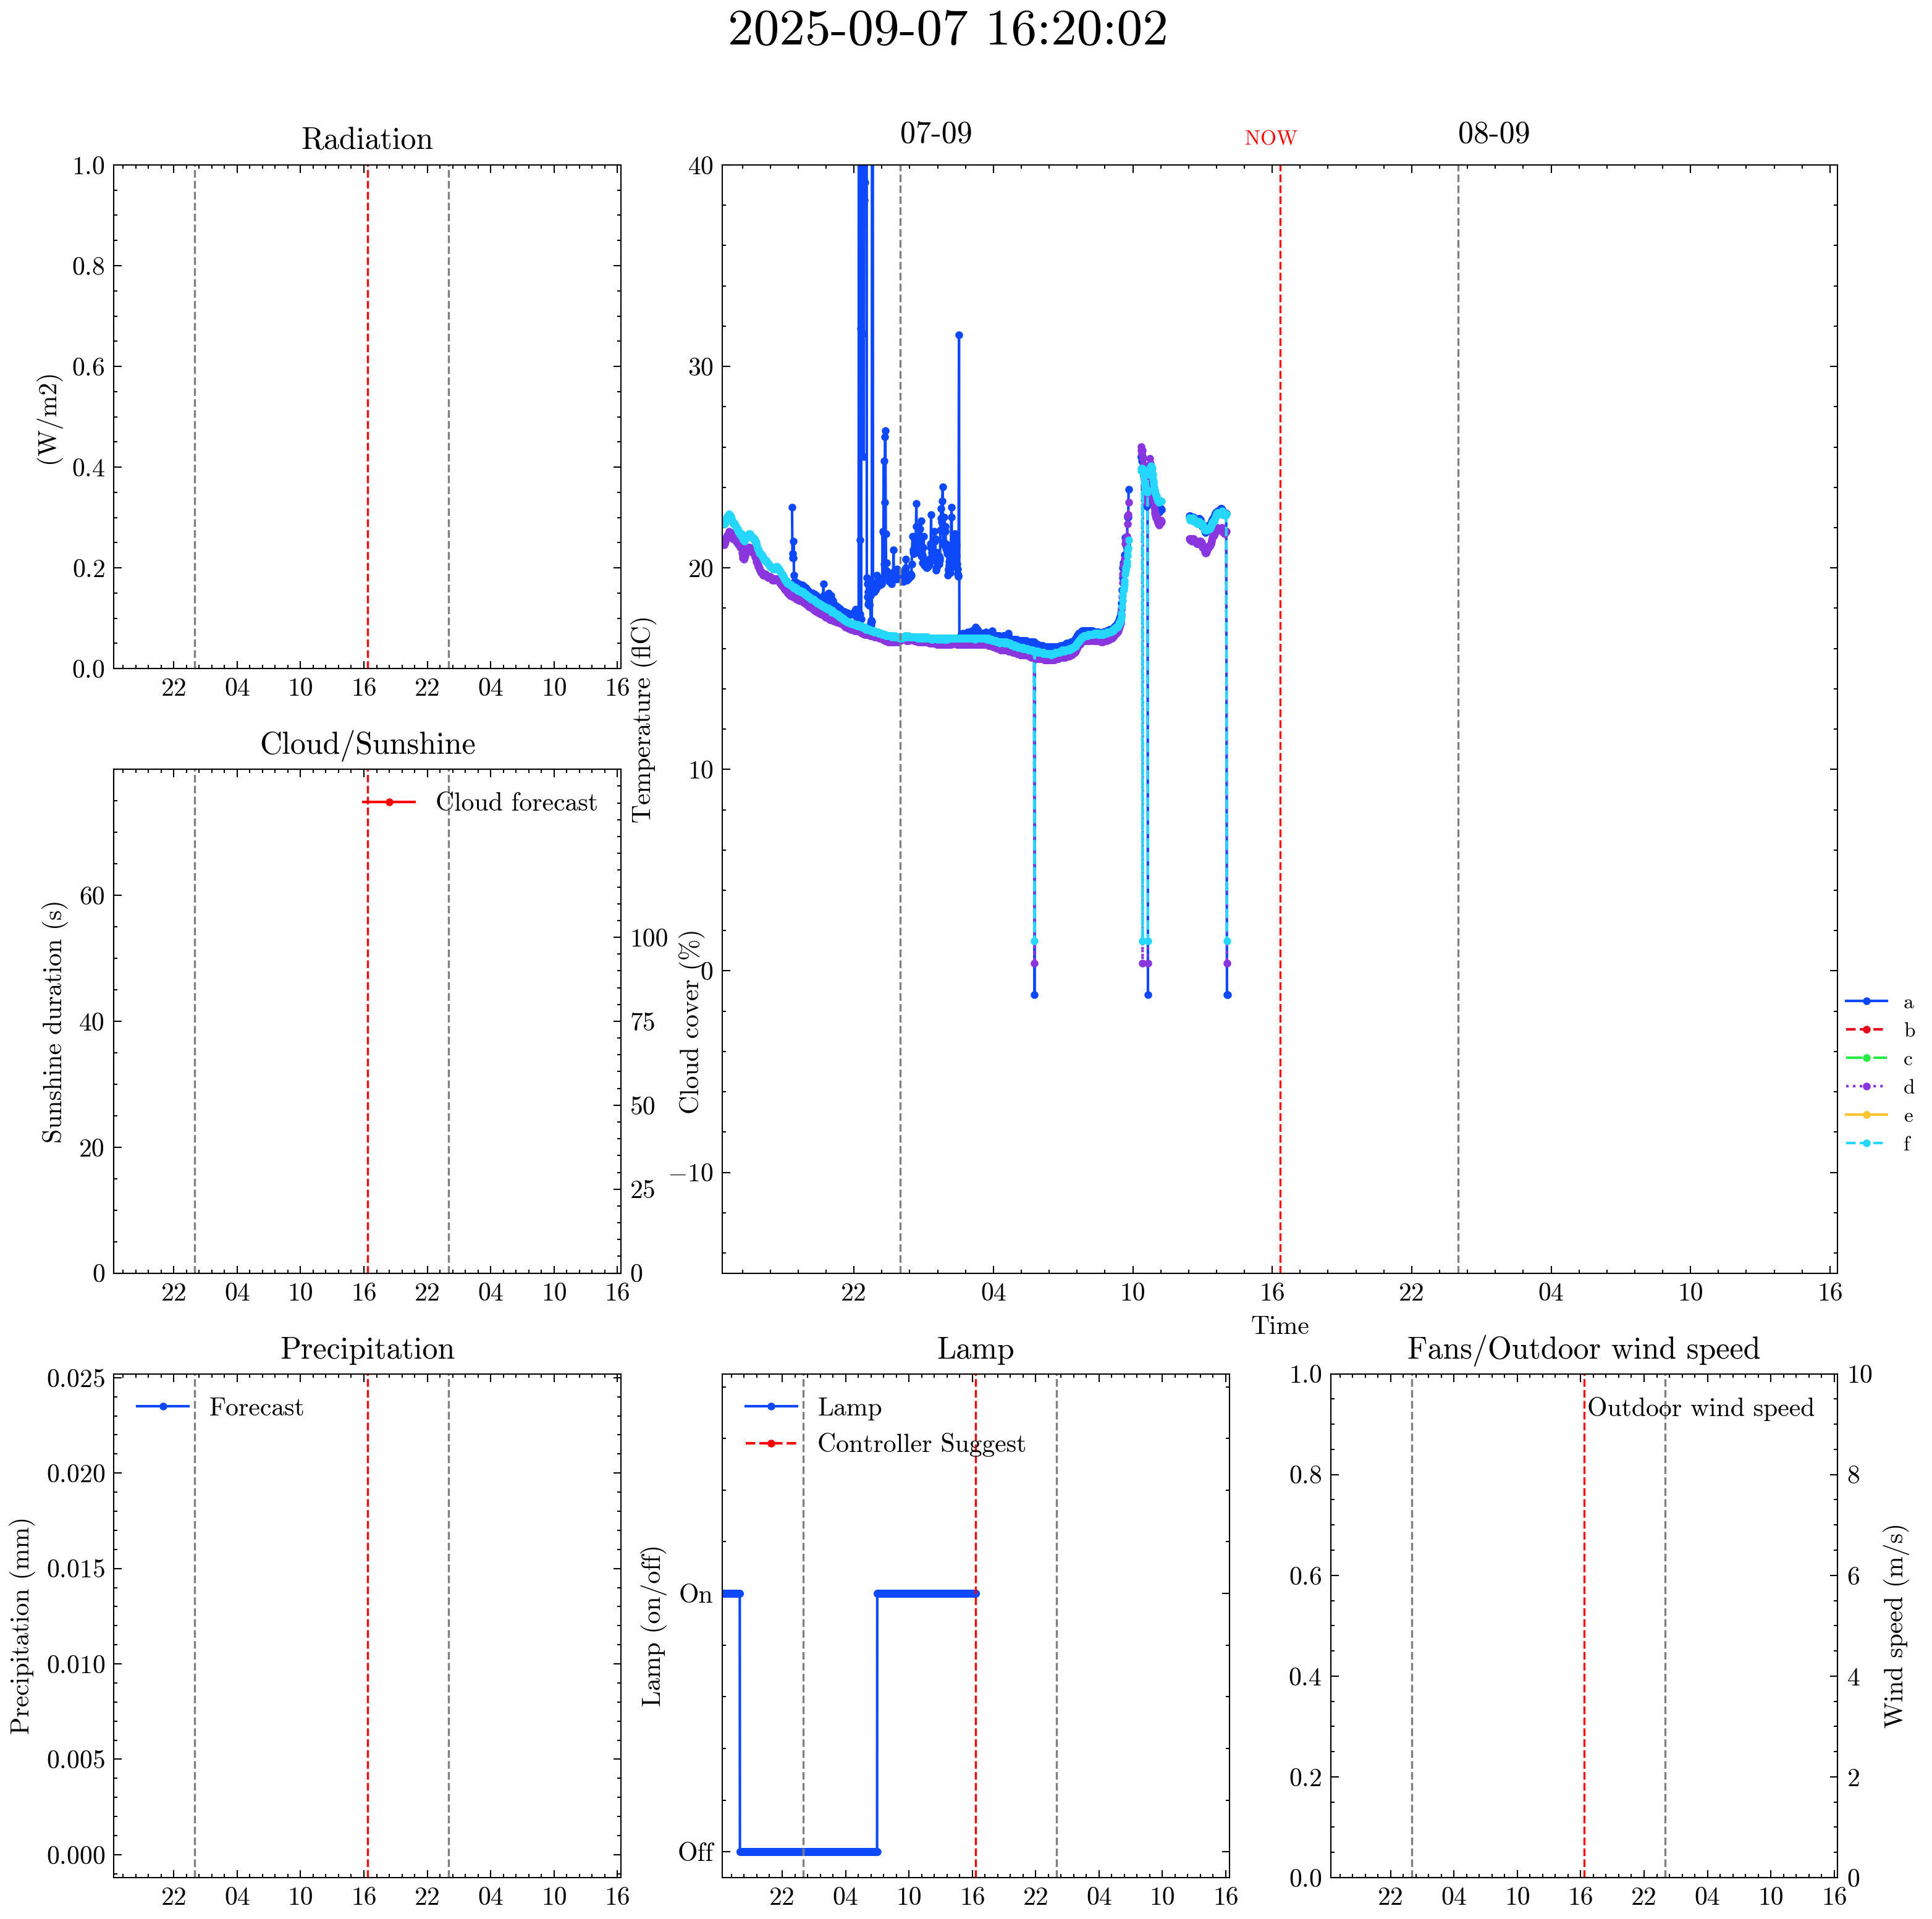 2025-09-07 16:20:02
Radiation
1.0
0.8
0.6
0.4
0.2
0.0
(W/m2)
22 04 10 16 22 04 10 16
07-09
NOW
08-09
40
30
20
10
0
−10
Temperature (flC)
22 04 10 16 22 04 10 16
Time
a
b
c
d
e
f
Cloud/Sunshine
Cloud forecast
60
40
20
0
Sunshine duration (s)
100
75
50
25
0
Cloud cover (%)
22 04 10 16 22 04 10 16
Precipitation
Forecast
0.025
0.020
0.015
0.010
0.005
0.000
Precipitation (mm)
22 04 10 16 22 04 10 16
Lamp
Lamp
Controller Suggest
On
Off
Lamp (on/off)
22 04 10 16 22 04 10 16
Fans/Outdoor wind speed
Outdoor wind speed
1.0
0.8
0.6
0.4
0.2
0.0
10
8
6
4
2
0
Wind speed (m/s)
22 04 10 16 22 04 10 16